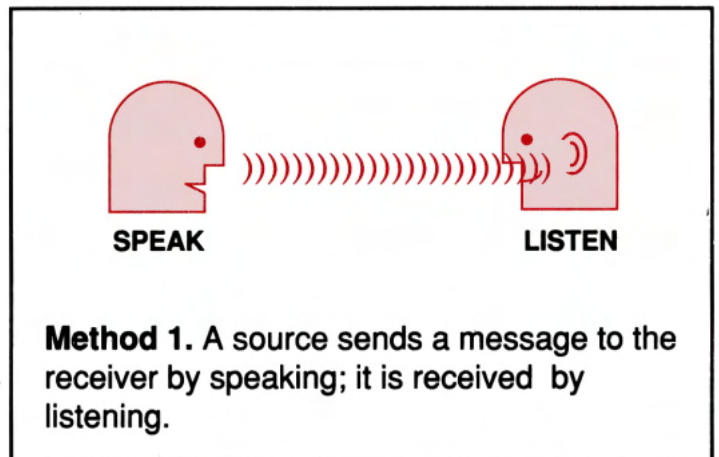 SPEAK LISTEN
Method 1. A source sends a message to the
receiver by speaking; it is received by
listening.